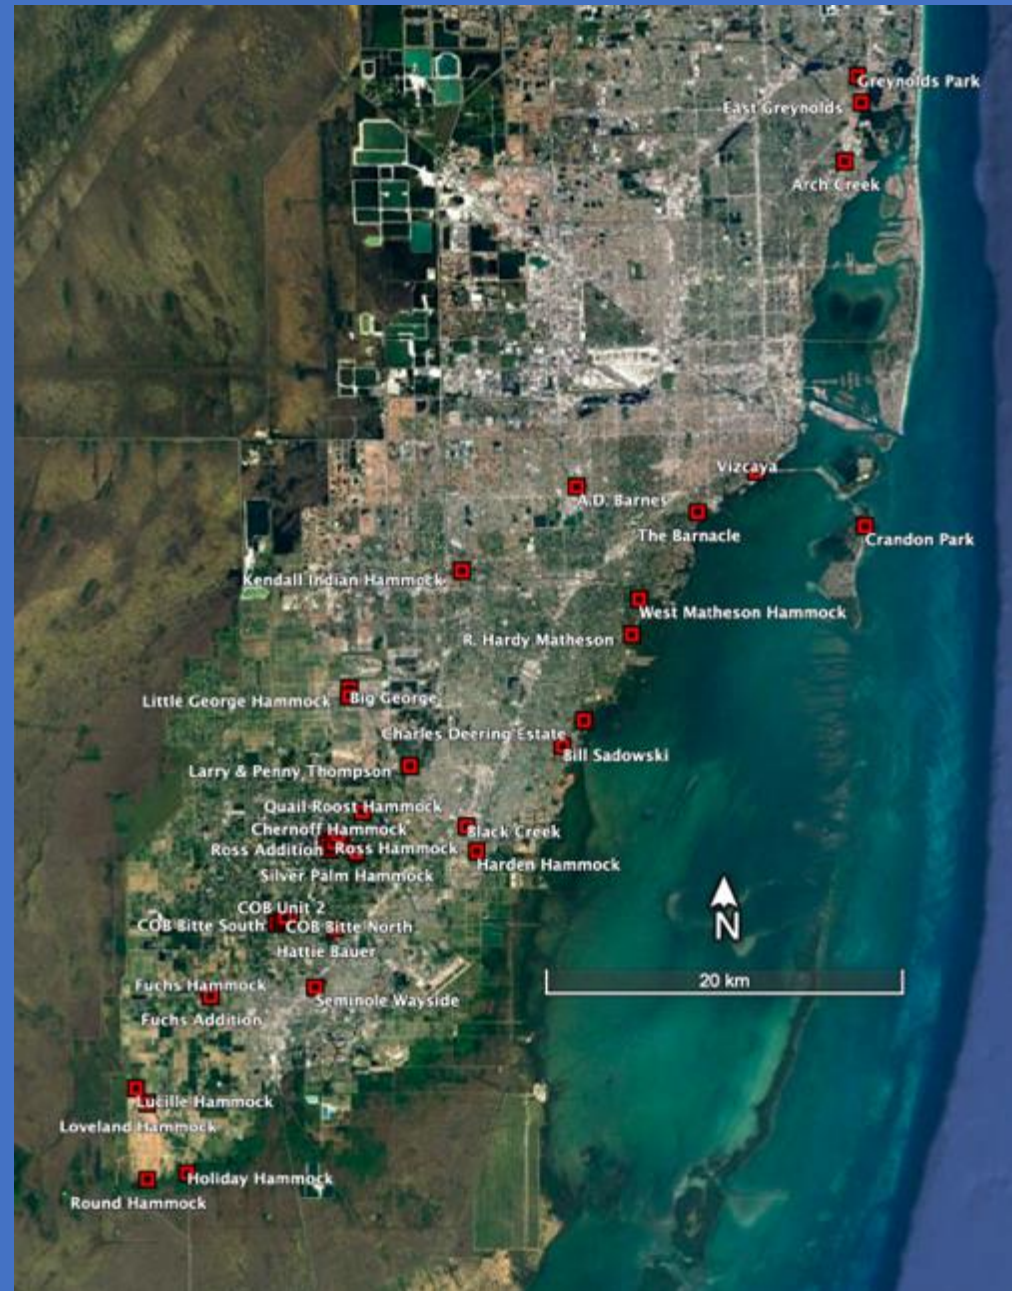 Greynolds Park
East Greynolds
Arch Creek
Vizcaya
A.D. Barnes
The Barnacle
Crandon Park
Kendall Indian Hammock
West Matheson Hammock
R. Hardy Matheson
Little George Hammock
Big George
Charles Deering Estate
Bill Sadowski
Larry & Penny Thompson
Quail Roost Hammock
Chernoff Hammock
Black Creek
Ross Addition
Ross Hammock
Harden Hammock
Silver Palm Hammock
COB Unit 2
COB Bitte South
COB Bitte North
N
Hattie Bauer
20 km
Fuchs Hammock
Seminole Wayside
Fuchs Addition
Lucille Hammock
Loveland Hammock
Holiday Hammock
Round Hammock